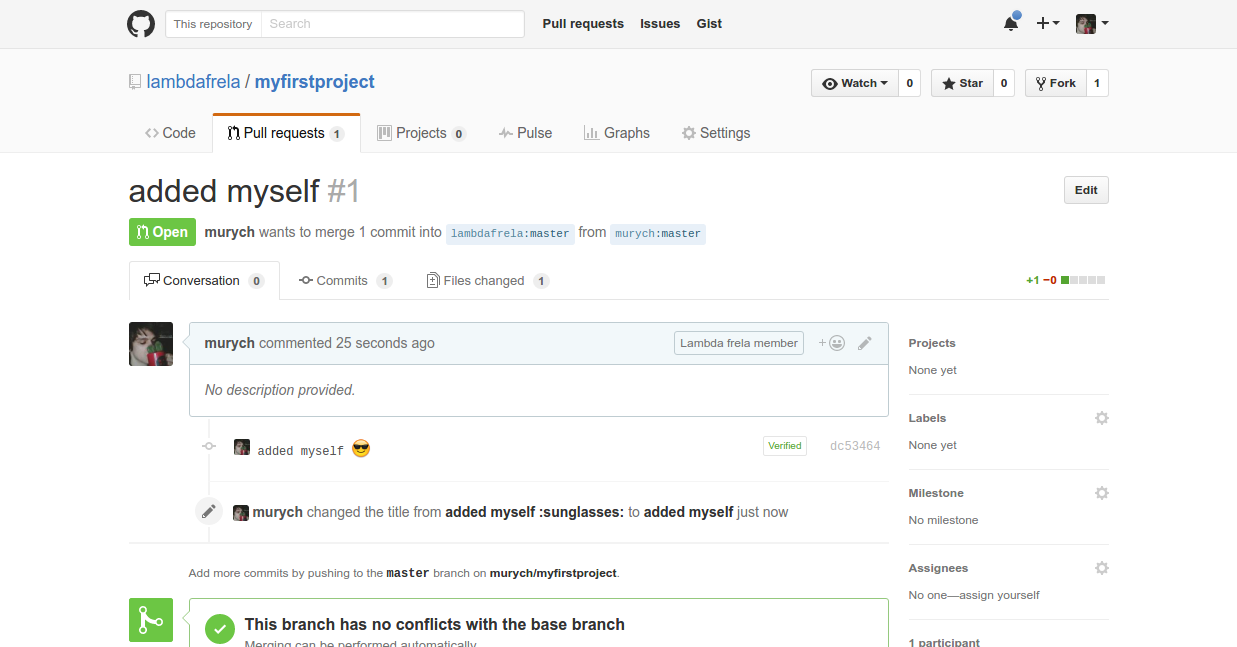 This repository Search Pull requests Issues Gist
lambdafrela / myfirstproject
Watch 0 Star 0 Fork 1
Code Pull requests 1 Projects 0 Pulse Graphs Settings
added myself #1
Edit
Open murych wants to merge 1 commit into lambdafrela:master from murych:master
Conversation 0 Commits 1 Files changed 1
+1 −0
murych commented 25 seconds ago
Lambda frela member
No description provided.
added myself 😎
Verified dc53464
murych changed the title from added myself :sunglasses: to added myself just now
Add more commits by pushing to the master branch on murych/myfirstproject.
This branch has no conflicts with the base branch
Merging can be performed automatically.
Projects
None yet
Labels
None yet
Milestone
No milestone
Assignees
No one—assign yourself
1 participant